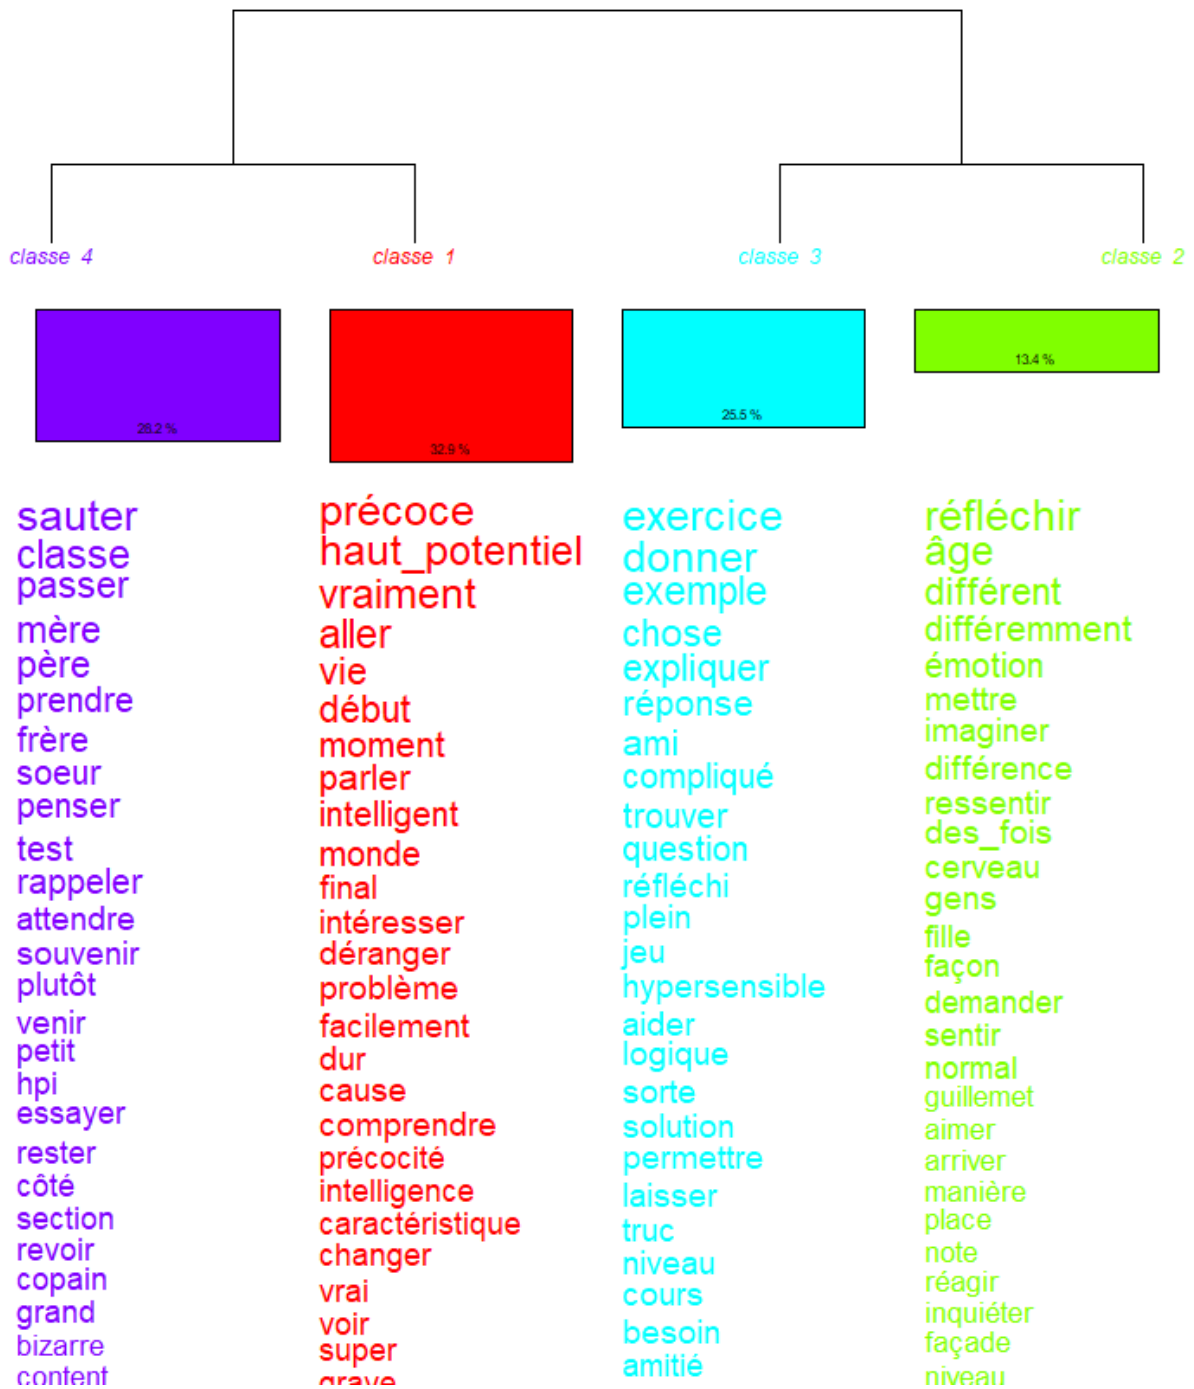 classe 4
classe 1
classe 3
classe 2
28.2 %
32.9 %
25.5 %
13.4 %
sauter
classe
passer
mère
père
prendre
frère
soeur
penser
test
rappeler
attendre
souvenir
plutôt
venir
petit
hpi
essayer
rester
côté
section
revoir
copain
grand
bizarre
content
précoce
haut_potentiel
vraiment
aller
vie
début
moment
parler
intelligent
monde
final
intéresser
déranger
problème
facilement
dur
cause
comprendre
précocité
intelligence
caractéristique
changer
vrai
voir
super
grave
exercice
donner
exemple
chose
expliquer
réponse
ami
compliqué
trouver
question
réfléchi
plein
jeu
hypersensible
aider
logique
sorte
solution
permettre
laisser
truc
niveau
cours
besoin
amitié
réfléchir
âge
différent
différemment
émotion
mettre
imaginer
différence
ressentir
des_fois
cerveau
gens
fille
façon
demander
sentir
normal
guillemet
aimer
arriver
manière
place
note
réagir
inquiéter
façade
niveau